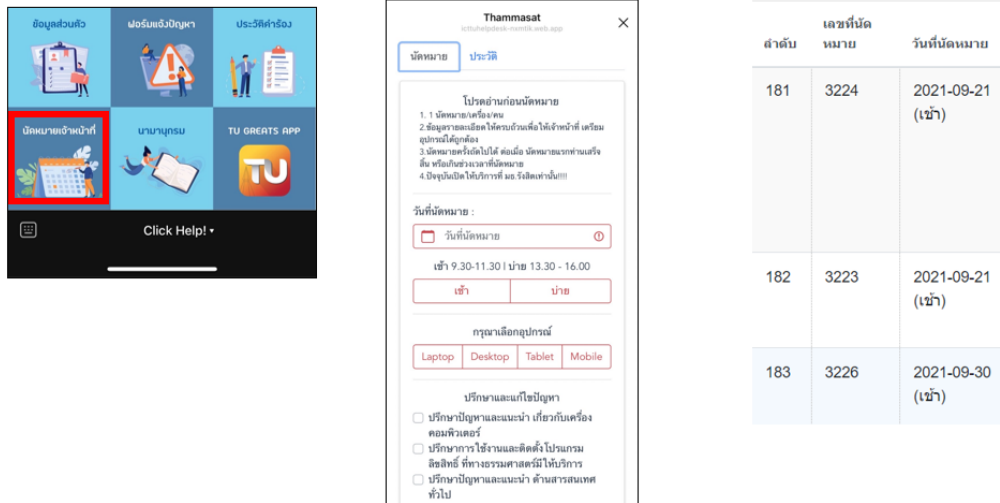 ข้อมูลส่วนตัว
ฟอร์มแจ้งปัญหา
ประวัติคำร้อง
นัดหมายเจ้าหน้าที่
นานานุกรม
TU GREATS APP
TU
Click Help! ▾
Thammasat
icttuhelpdesk-nxmtik.web.app
นัดหมาย
ประวัติ
โปรดอ่านก่อนนัดหมาย
1. 1 นัดหมาย/เครื่อง/คน
2.ข้อมูลรายละเอียดให้ครบถ้วนเพื่อให้เจ้าหน้าที่ เตรียม
อุปกรณ์ได้ถูกต้อง
3.นัดหมายครั้งถัดไปได้ ต่อเมื่อ นัดหมายแรกท่านเสร็จ
สิ้น หรือเกินช่วงเวลาที่นัดหมาย
4.ปัจจุบันเปิดให้บริการที่ มธ.รังสิตเท่านั้น!!!!
วันที่นัดหมาย :
วันที่นัดหมาย
เช้า 9.30-11.30 | บ่าย 13.30 - 16.00
เช้า
บ่าย
กรุณาเลือกอุปกรณ์
Laptop
Desktop
Tablet
Mobile
ปรึกษาและแก้ไขปัญหา
ปรึกษาปัญหาและแนะนำ เกี่ยวกับเครื่อง
คอมพิวเตอร์
ปรึกษาการใช้งานและติดตั้งโปรแกรม
ลิขสิทธิ์ ที่ทางธรรมศาสตร์มีให้บริการ
ปรึกษาปัญหาและแนะนำ ด้านสารสนเทศ
ทั่วไป
ลำดับ
เลขที่นัด
หมาย
วันที่นัดหมาย
181
3224
2021-09-21
(เช้า)
182
3223
2021-09-21
(เช้า)
183
3226
2021-09-30
(เช้า)